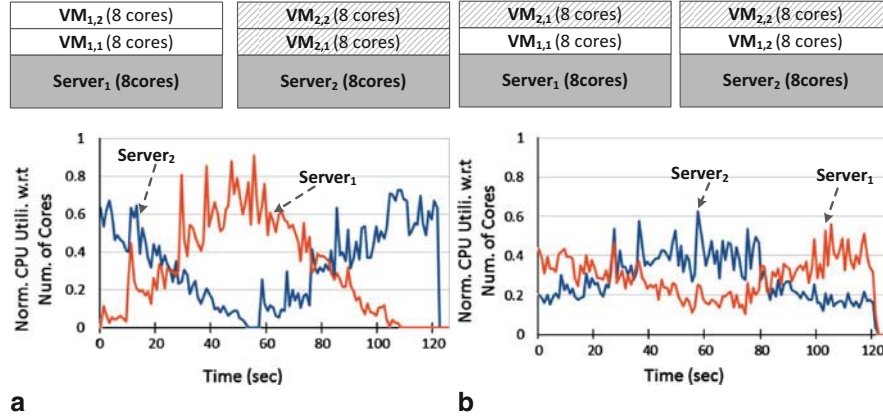 VM1,2 (8 cores)
VM1,1 (8 cores)
Server1 (8cores)
VM2,2 (8 cores)
VM2,1 (8 cores)
Server2 (8cores)
VM2,1 (8 cores)
VM1,1 (8 cores)
Server1 (8cores)
VM2,2 (8 cores)
VM1,2 (8 cores)
Server2 (8cores)
Norm. CPU Utili. w.r.t
Num. of Cores
1
0.8
0.6
0.4
0.2
0
Server2
Server1
0 20 40 60 80 100 120
Time (sec)
a
Norm. CPU Utili. w.r.t
Num. of Cores
1
0.8
0.6
0.4
0.2
0
Server2
Server1
0 20 40 60 80 100 120
Time (sec)
b